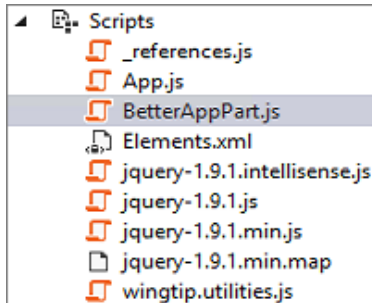 Scripts
_references.js
App.js
BetterAppPart.js
Elements.xml
jquery-1.9.1.intellisense.js
jquery-1.9.1.js
jquery-1.9.1.min.js
jquery-1.9.1.min.map
wingtip.utilities.js